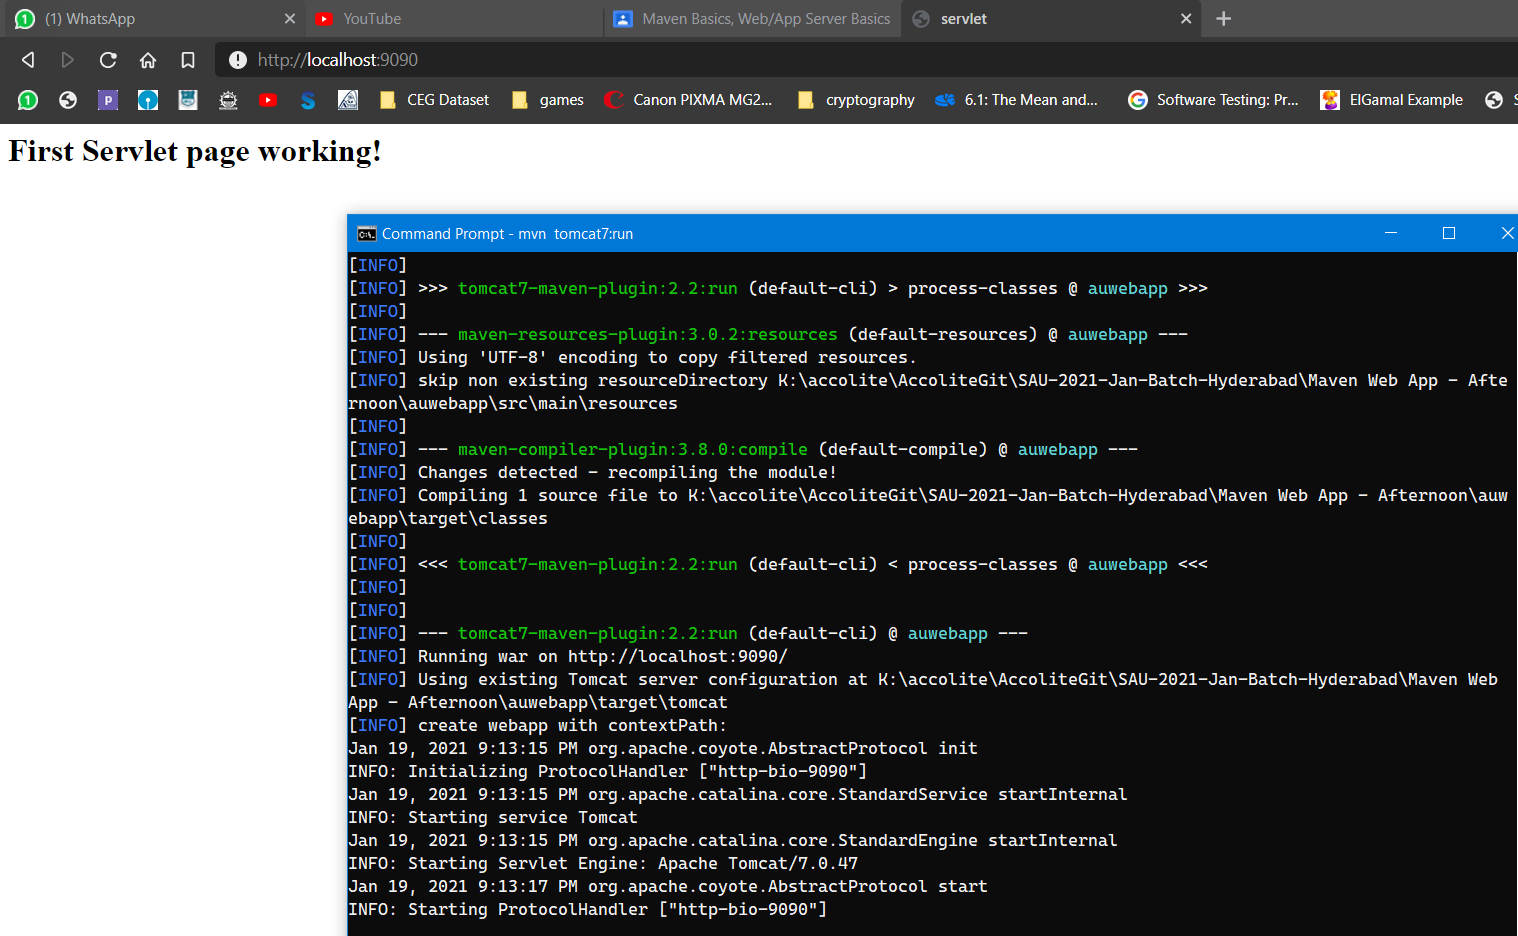 (1) WhatsApp
YouTube
Maven Basics, Web/App Server Basics
servlet
http://localhost:9090
CEG Dataset
games
Canon PIXMA MG2...
cryptography
6.1: The Mean and...
Software Testing: Pr...
ElGamal Example
First Servlet page working!
Command Prompt - mvn  tomcat7:run
[INFO]
[INFO] >>> tomcat7-maven-plugin:2.2:run (default-cli) > process-classes @ auwebapp >>>
[INFO]
[INFO] --- maven-resources-plugin:3.0.2:resources (default-resources) @ auwebapp ---
[INFO] Using 'UTF-8' encoding to copy filtered resources.
[INFO] skip non existing resourceDirectory K:\accolite\AccoliteGit\SAU-2021-Jan-Batch-Hyderabad\Maven Web App - Afte
rnoon\auwebapp\src\main\resources
[INFO]
[INFO] --- maven-compiler-plugin:3.8.0:compile (default-compile) @ auwebapp ---
[INFO] Changes detected - recompiling the module!
[INFO] Compiling 1 source file to K:\accolite\AccoliteGit\SAU-2021-Jan-Batch-Hyderabad\Maven Web App - Afternoon\auw
ebapp\target\classes
[INFO]
[INFO] <<< tomcat7-maven-plugin:2.2:run (default-cli) < process-classes @ auwebapp <<<
[INFO]
[INFO]
[INFO] --- tomcat7-maven-plugin:2.2:run (default-cli) @ auwebapp ---
[INFO] Running war on http://localhost:9090/
[INFO] Using existing Tomcat server configuration at K:\accolite\AccoliteGit\SAU-2021-Jan-Batch-Hyderabad\Maven Web
App - Afternoon\auwebapp\target\tomcat
[INFO] create webapp with contextPath:
Jan 19, 2021 9:13:15 PM org.apache.coyote.AbstractProtocol init
INFO: Initializing ProtocolHandler ["http-bio-9090"]
Jan 19, 2021 9:13:15 PM org.apache.catalina.core.StandardService startInternal
INFO: Starting service Tomcat
Jan 19, 2021 9:13:15 PM org.apache.catalina.core.StandardEngine startInternal
INFO: Starting Servlet Engine: Apache Tomcat/7.0.47
Jan 19, 2021 9:13:17 PM org.apache.coyote.AbstractProtocol start
INFO: Starting ProtocolHandler ["http-bio-9090"]